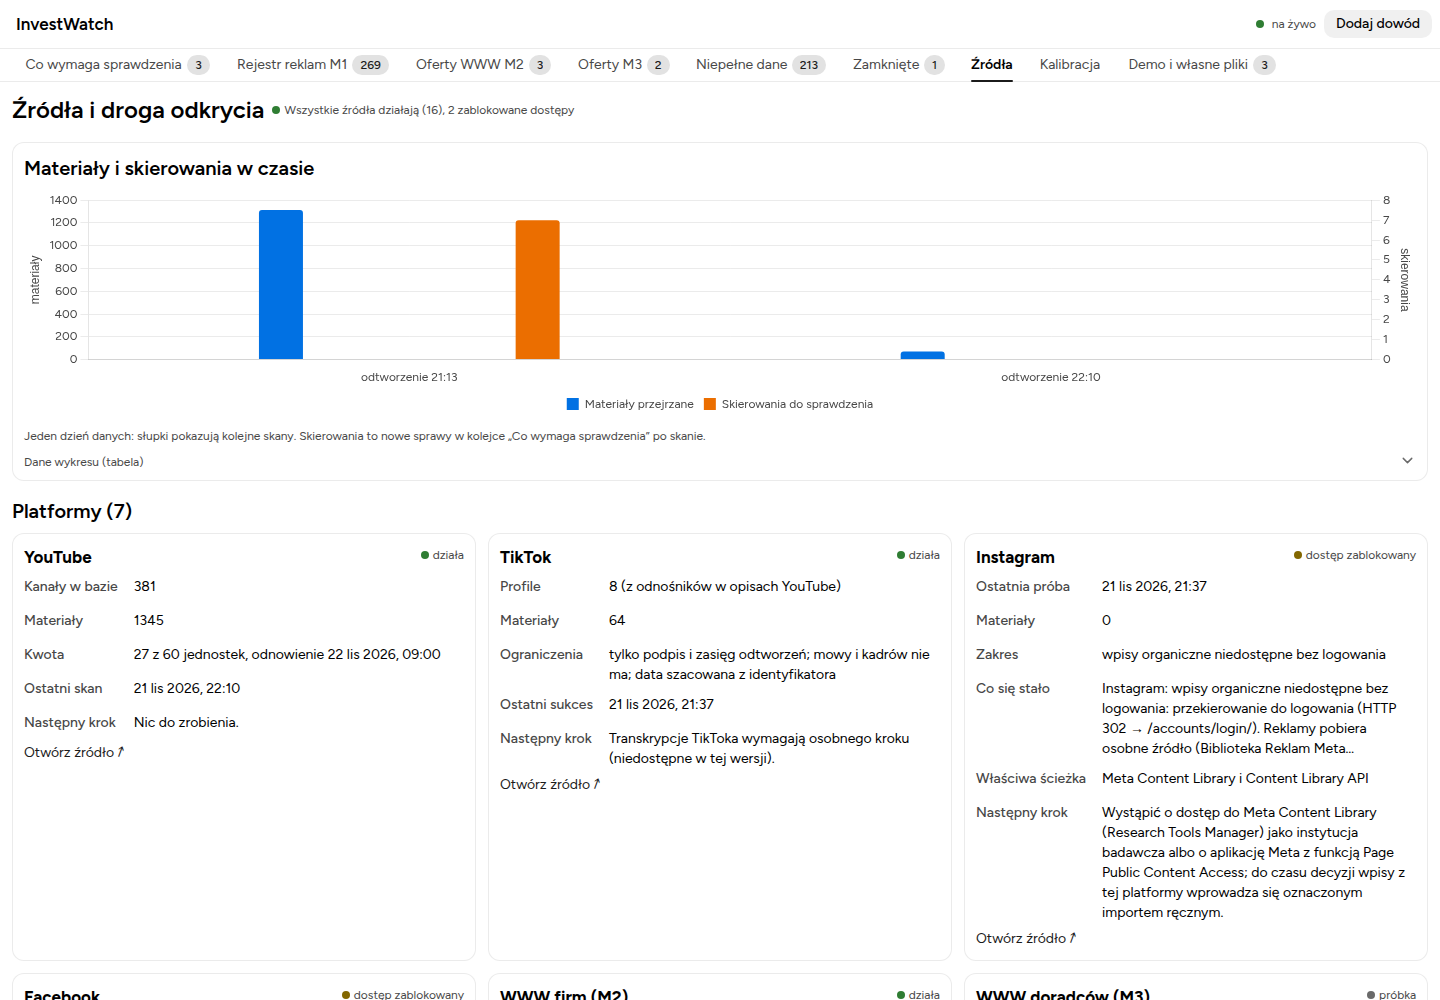 InvestWatch
na żywo
Dodaj dowód
Co wymaga sprawdzenia 3
Rejestr reklam M1 269
Oferty WWW M2 3
Oferty M3 2
Niepełne dane 213
Zamknięte 1
Źródła
Kalibracja
Demo i własne pliki 3
Źródła i droga odkrycia
Wszystkie źródła działają (16), 2 zablokowane dostępy
Materiały i skierowania w czasie
1400
1200
1000
800
600
400
200
0
materiały
8
7
6
5
4
3
2
1
0
skierowania
odtworzenie 21:13
odtworzenie 22:10
Materiały przejrzane
Skierowania do sprawdzenia
Jeden dzień danych: słupki pokazują kolejne skany. Skierowania to nowe sprawy w kolejce „Co wymaga sprawdzenia” po skanie.
Dane wykresu (tabela)
Platformy (7)
YouTube
działa
Kanały w bazie 381
Materiały 1345
Kwota 27 z 60 jednostek, odnowienie 22 lis 2026, 09:00
Ostatni skan 21 lis 2026, 22:10
Następny krok Nic do zrobienia.
Otwórz źródło ↗
TikTok
działa
Profile 8 (z odnośników w opisach YouTube)
Materiały 64
Ograniczenia tylko podpis i zasięg odtworzeń; mowy i kadrów nie
ma; data szacowana z identyfikatora
Ostatni sukces 21 lis 2026, 21:37
Następny krok Transkrypcje TikToka wymagają osobnego kroku
(niedostępne w tej wersji).
Otwórz źródło ↗
Instagram
dostęp zablokowany
Ostatnia próba 21 lis 2026, 21:37
Materiały 0
Zakres wpisy organiczne niedostępne bez logowania
Co się stało Instagram: wpisy organiczne niedostępne bez
logowania: przekierowanie do logowania (HTTP
302 → /accounts/login/). Reklamy pobiera
osobne źródło (Biblioteka Reklam Meta...
Właściwa ścieżka Meta Content Library i Content Library API
Następny krok Wystąpić o dostęp do Meta Content Library
(Research Tools Manager) jako instytucja
badawcza albo o aplikację Meta z funkcją Page
Public Content Access; do czasu decyzji wpisy z
tej platformy wprowadza się oznaczonym
importem ręcznym.
Otwórz źródło ↗
Facebook
dostęp zablokowany
WWW firm (M2)
działa
WWW doradców (M3)
próbka